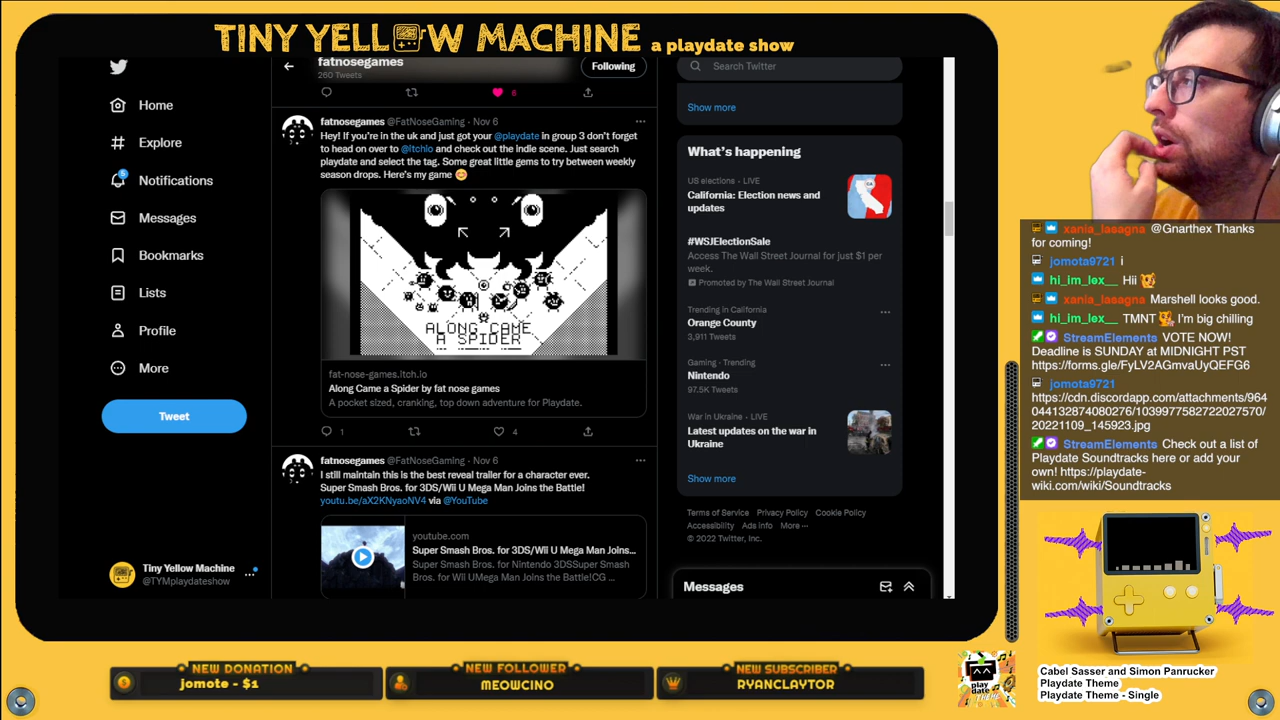 TINY YELLOW MACHINE a playdate show
Home
Explore
Notifications
5
Messages
Bookmarks
Lists
Profile
More
Tweet
Tiny Yellow Machine
@TYMplaydateshow
fatnosegames
260 Tweets
Following
6
fatnosegames @FatNoseGaming · Nov 6
Hey! If you're in the uk and just got your @playdate in group 3 don't forget
to head on over to @itchio and check out the indie scene. Just search
playdate and select the tag. Some great little gems to try between weekly
season drops. Here's my game 😊
ALONG CAME
A SPIDER
fat-nose-games.itch.io
Along Came a Spider by fat nose games
A pocket sized, cranking, top down adventure for Playdate.
1
4
fatnosegames @FatNoseGaming · Nov 6
I still maintain this is the best reveal trailer for a character ever.
Super Smash Bros. for 3DS/Wii U Mega Man Joins the Battle!
youtu.be/aX2KNyaoNV4 via @YouTube
youtube.com
Super Smash Bros. for 3DS/Wii U Mega Man Joins...
Super Smash Bros. for Nintendo 3DSSuper Smash
Bros. for Wii UMega Man Joins the Battle!CG ...
Search Twitter
Show more
What's happening
US elections · LIVE
California: Election news and
updates
#WSJElectionSale
Access The Wall Street Journal for just $1 per
week.
Promoted by The Wall Street Journal
Trending in California
Orange County
3,911 Tweets
Gaming · Trending
Nintendo
97.5K Tweets
War in Ukraine · LIVE
Latest updates on the war in
Ukraine
Show more
Terms of Service Privacy Policy Cookie Policy
Accessibility Ads info More ···
© 2022 Twitter, Inc.
Messages
xania_lasagna @Gnarthex Thanks
for coming!
jomota9721 i
hi_im_lex__ Hii
xania_lasagna Marshell looks good.
hi_im_lex__ TMNT I'm big chilling
StreamElements VOTE NOW!
Deadline is SUNDAY at MIDNIGHT PST
https://forms.gle/FyLV2AGmvaUyQEFG6
jomota9721
https://cdn.discordapp.com/attachments/964
044132874080276/1039977582722027570/
20221109_145923.jpg
StreamElements Check out a list of
Playdate Soundtracks here or add your
own! https://playdate-
wiki.com/wiki/Soundtracks
NEW DONATION
jomote - $1
NEW FOLLOWER
MEOWCINO
NEW SUBSCRIBER
RYANCLAYTOR
play
date
THEME
Cabel Sasser and Simon Panrucker
Playdate Theme
Playdate Theme - Single